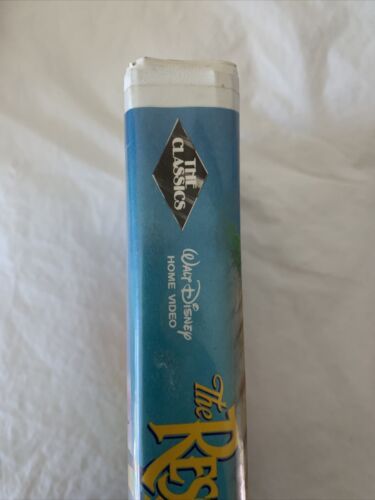 THE
CLASSICS
Walt Disney
HOME VIDEO
The
RES